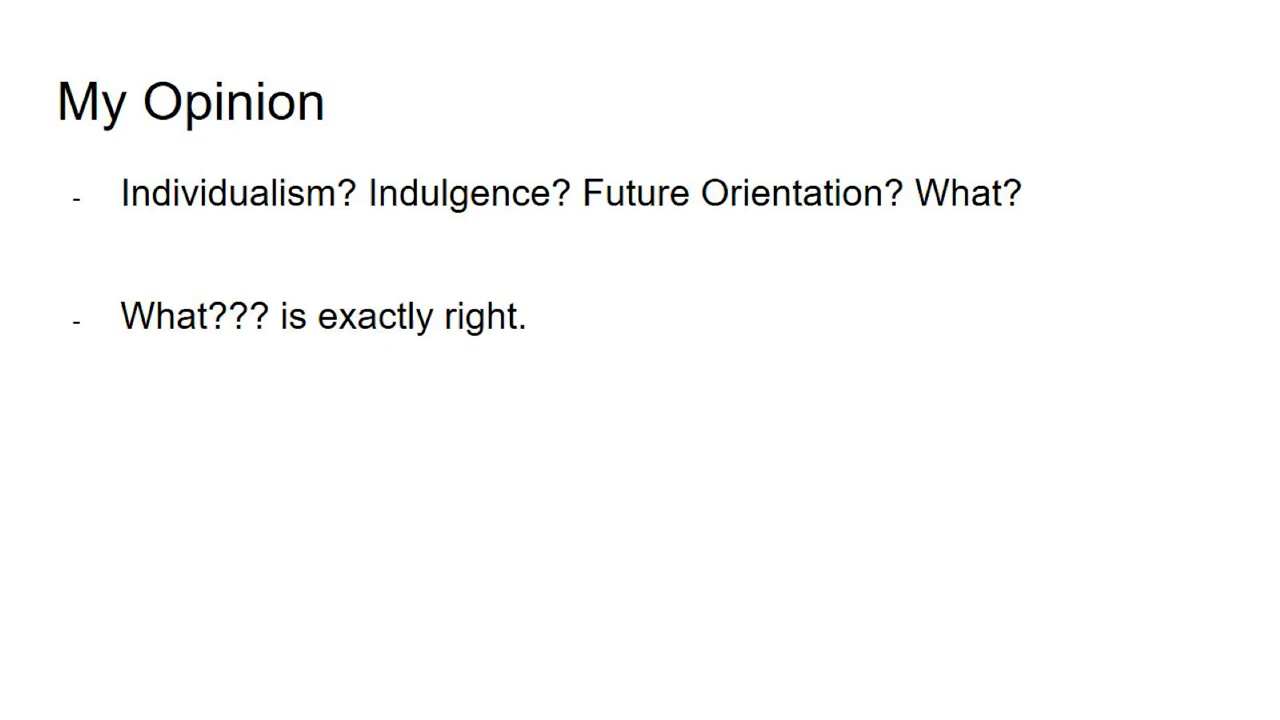 My Opinion
- Individualism? Indulgence? Future Orientation? What?
- What??? is exactly right.